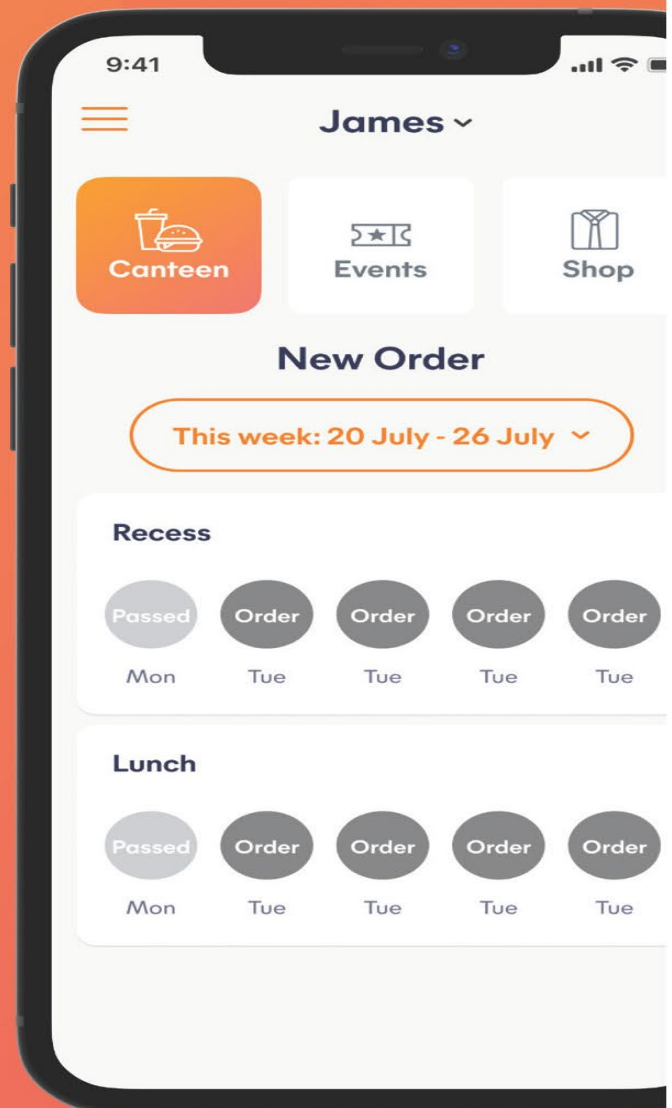 9:41
James
Canteen Events Shop
New Order
This week: 20 July - 26 July
Recess
Passed Order Order Order Order
Mon Tue Tue Tue Tue
Lunch
Passed Order Order Order Order
Mon Tue Tue Tue Tue